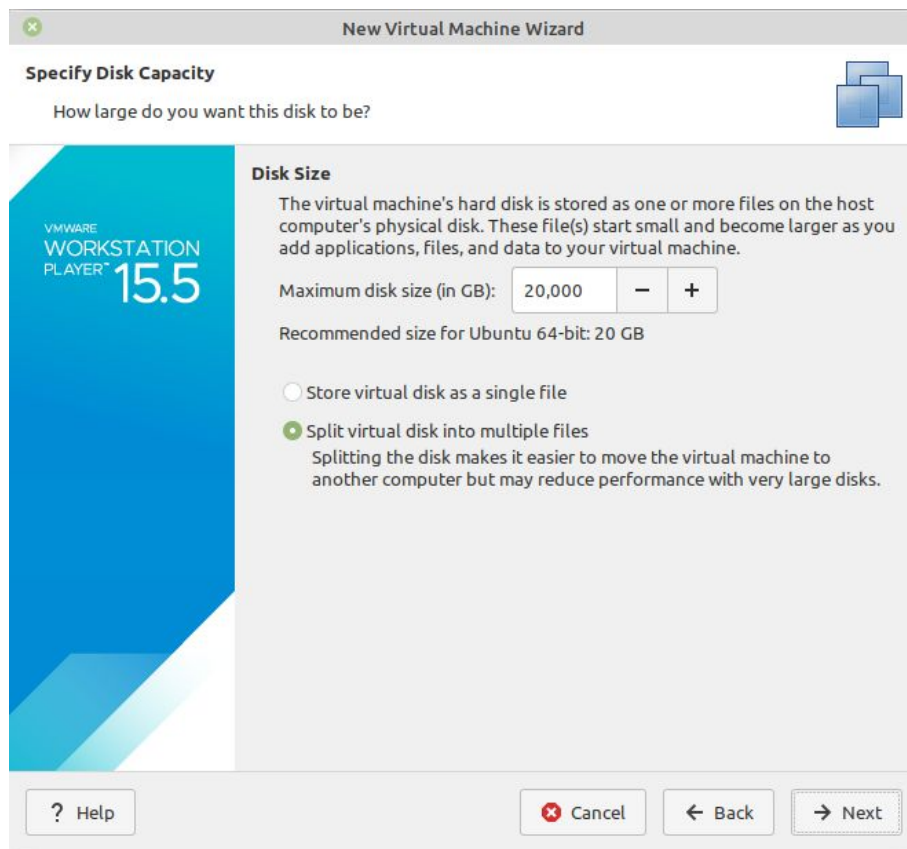 New Virtual Machine Wizard
Specify Disk Capacity
How large do you want this disk to be?
VMWARE
WORKSTATION
PLAYER™ 15.5
Disk Size
The virtual machine's hard disk is stored as one or more files on the host
computer's physical disk. These file(s) start small and become larger as you
add applications, files, and data to your virtual machine.
Maximum disk size (in GB): 20,000 − +
Recommended size for Ubuntu 64-bit: 20 GB
Store virtual disk as a single file
Split virtual disk into multiple files
Splitting the disk makes it easier to move the virtual machine to
another computer but may reduce performance with very large disks.
? Help Cancel ← Back → Next